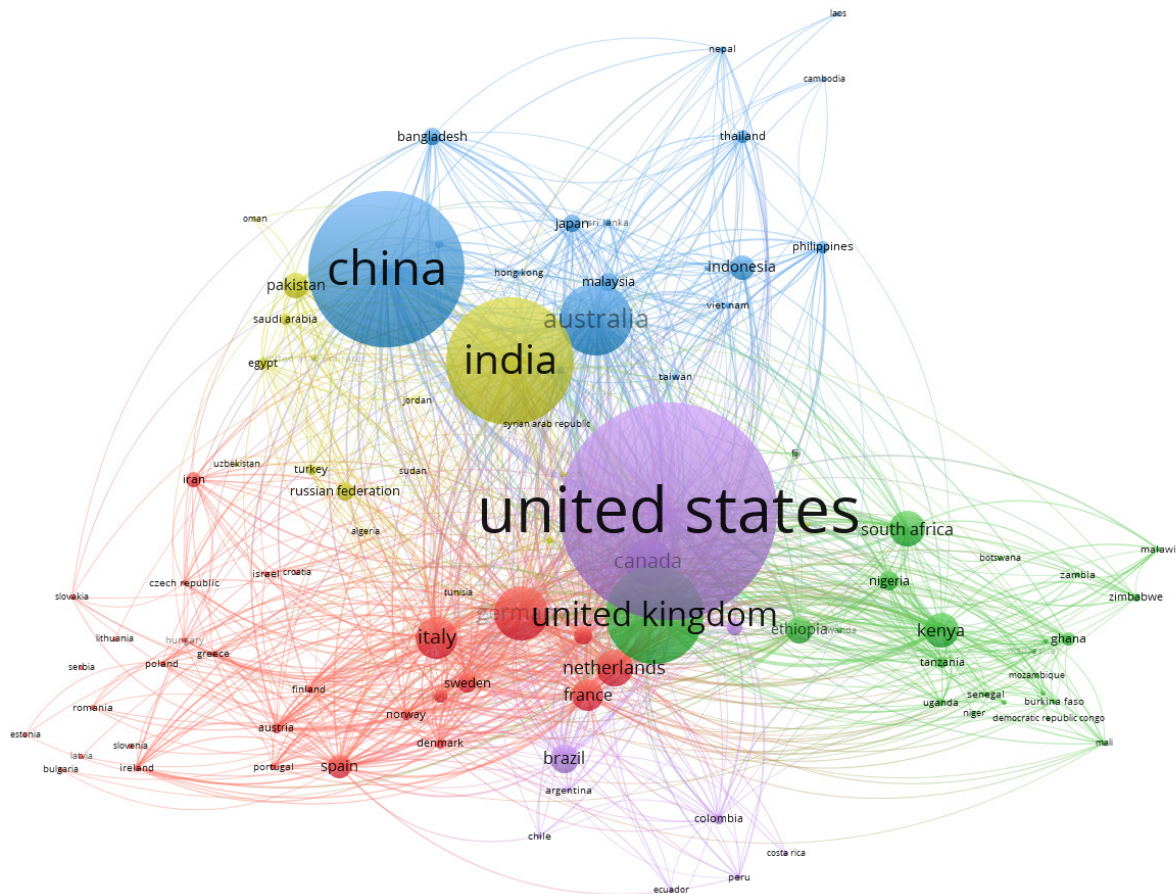 laos
nepal
cambodia
bangladesh
thailand
oman
japan
sri lanka
philippines
china
hong kong
indonesia
pakistan
malaysia
viet nam
saudi arabia
australia
india
egypt
taiwan
jordan
syrian arab republic
uzbekistan
turkey
sudan
iran
russian federation
united states
south africa
algeria
malawi
botswana
canada
israel
croatia
zambia
czech republic
nigeria
tunisia
slovakia
zimbabwe
united kingdom
ethiopia
kenya
italy
lithuania
hungary
ghana
greece
poland
tanzania
serbia
netherlands
mozambique
sweden
finland
france
senegal
uganda
burkina faso
romania
niger
norway
democratic republic congo
austria
estonia
slovenia
denmark
mali
latvia
brazil
bulgaria
ireland
portugal
spain
argentina
colombia
chile
costa rica
peru
ecuador